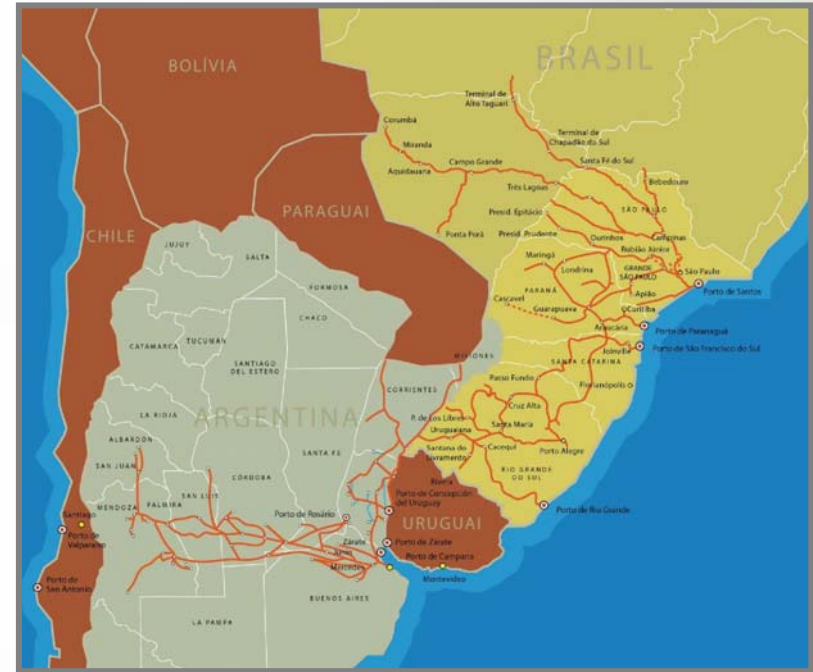 BRASIL
BOLÍVIA
Terminal de
Alto Taquari
Corumbá
Terminal de
Chapadão do Sul
Miranda
Campo Grande
Santa Fé do Sul
Aquidauana
Bebedouro
Três Lagoas
PARAGUAI
SÃO PAULO
Presid. Epitácio
CHILE
Ponta Porã
Presid. Prudente
Ourinhos
Campinas
JUJUY
Rubião Júnior
SALTA
Maringá
Londrina
GRANDE
SÃO PAULO
São Paulo
FORMOSA
PARANÁ
Porto de Santos
Cascavel
Apiáo
CHACO
Guarapuava
Curitiba
Araucária
Porto de Paranaguá
CATAMARCA
TUCUMAN
MISIONES
Joinville
Porto de São Francisco do Sul
SANTIAGO
DEL ESTERO
SANTA CATARINA
CORRIENTES
Passo Fundo
Florianópolis
LA RIOJA
ARGENTINA
P. de Los Libres
Cruz Alta
Uruguaiana
Santa Maria
ALBARDON
SANTA FE
Santana do
Livramento
Cacequi
Porto Alegre
SAN JUAN
CÓRDOBA
RIO GRANDE
DO SUL
SAN LUIS
Rivera
MENDOZA
PALMIRA
Porto de Concepción
del Uruguay
Santiago
Porto de Rosário
URUGUAI
Porto de Rio Grande
Porto de
Valparaíso
Zárate
Porto de Zárate
Aires
Porto de Campana
Mercedes
Porto de
San Antonio
Montevideo
BUENOS AIRES
LA PAMPA